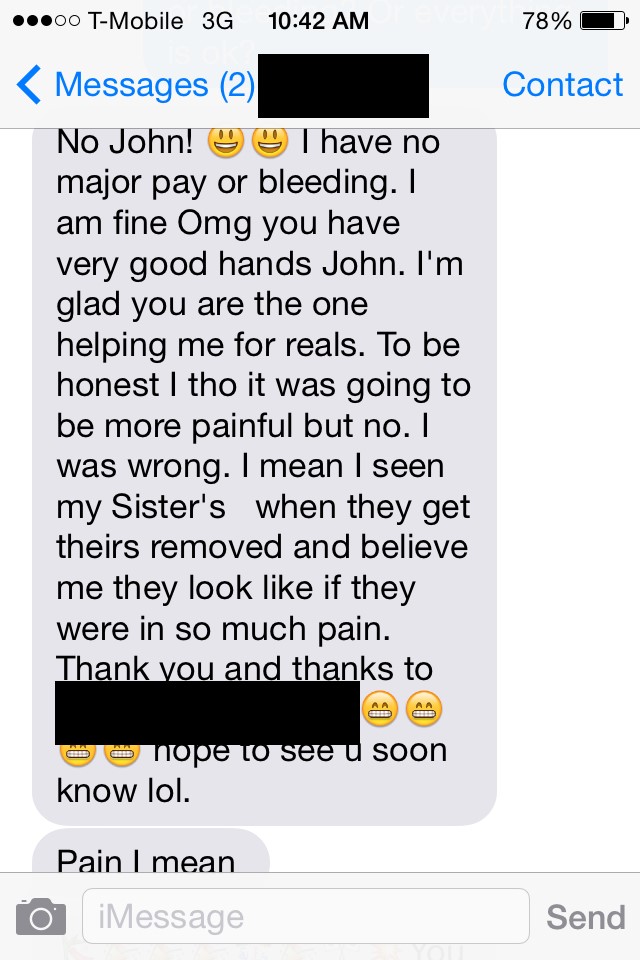 T-Mobile 3G 10:42 AM 78%
Messages (2) Contact
No John! 😃😃 I have no
major pay or bleeding. I
am fine Omg you have
very good hands John. I'm
glad you are the one
helping me for reals. To be
honest I tho it was going to
be more painful but no. I
was wrong. I mean I seen
my Sister's when they get
theirs removed and believe
me they look like if they
were in so much pain.
Thank you and thanks to
😁😁
😁😁 hope to see u soon
know lol.
Pain I mean
iMessage Send
You